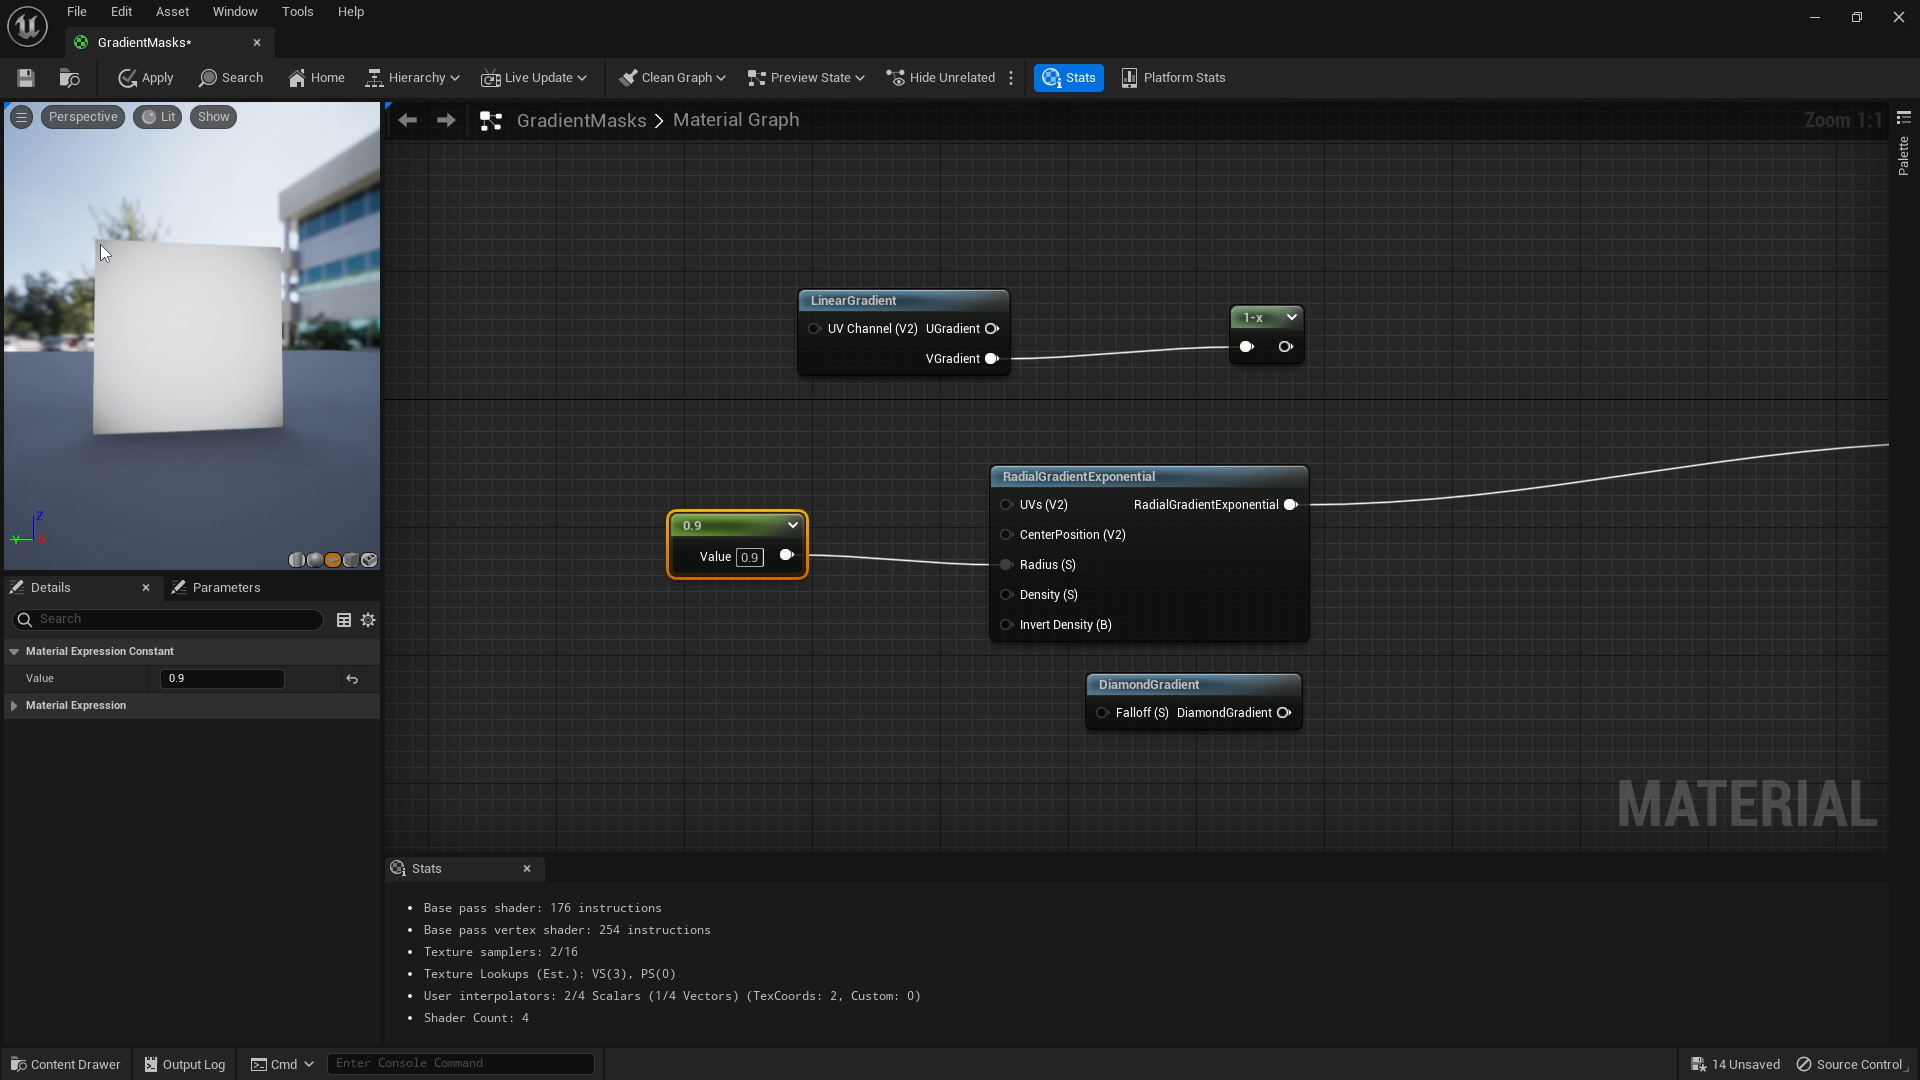 File Edit Asset Window Tools Help
GradientMasks*
Apply Search Home Hierarchy Live Update Clean Graph Preview State Hide Unrelated Stats Platform Stats
Perspective Lit Show
GradientMasks > Material Graph
Zoom 1:1
Palette
LinearGradient
UV Channel (V2) UGradient
VGradient
1-x
RadialGradientExponential
UVs (V2) RadialGradientExponential
CenterPosition (V2)
Radius (S)
Density (S)
Invert Density (B)
0.9
Value 0.9
DiamondGradient
Falloff (S) DiamondGradient
MATERIAL
Z
Y
X
Details Parameters
Search
Material Expression Constant
Value 0.9
Material Expression
Stats
• Base pass shader: 176 instructions
• Base pass vertex shader: 254 instructions
• Texture samplers: 2/16
• Texture Lookups (Est.): VS(3), PS(0)
• User interpolators: 2/4 Scalars (1/4 Vectors) (TexCoords: 2, Custom: 0)
• Shader Count: 4
Content Drawer Output Log Cmd Enter Console Command 14 Unsaved Source Control